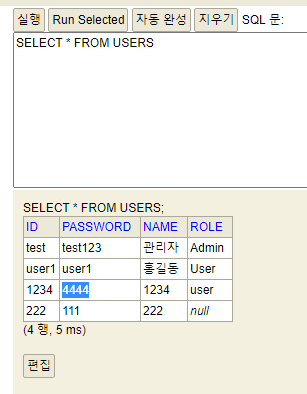 실행 Run Selected 자동 완성 지우기 SQL 문:
SELECT * FROM USERS
SELECT * FROM USERS;
ID PASSWORD NAME ROLE
test test123 관리자 Admin
user1 user1 홍길동 User
1234 4444 1234 user
222 111 222 null
(4 행, 5 ms)
편집